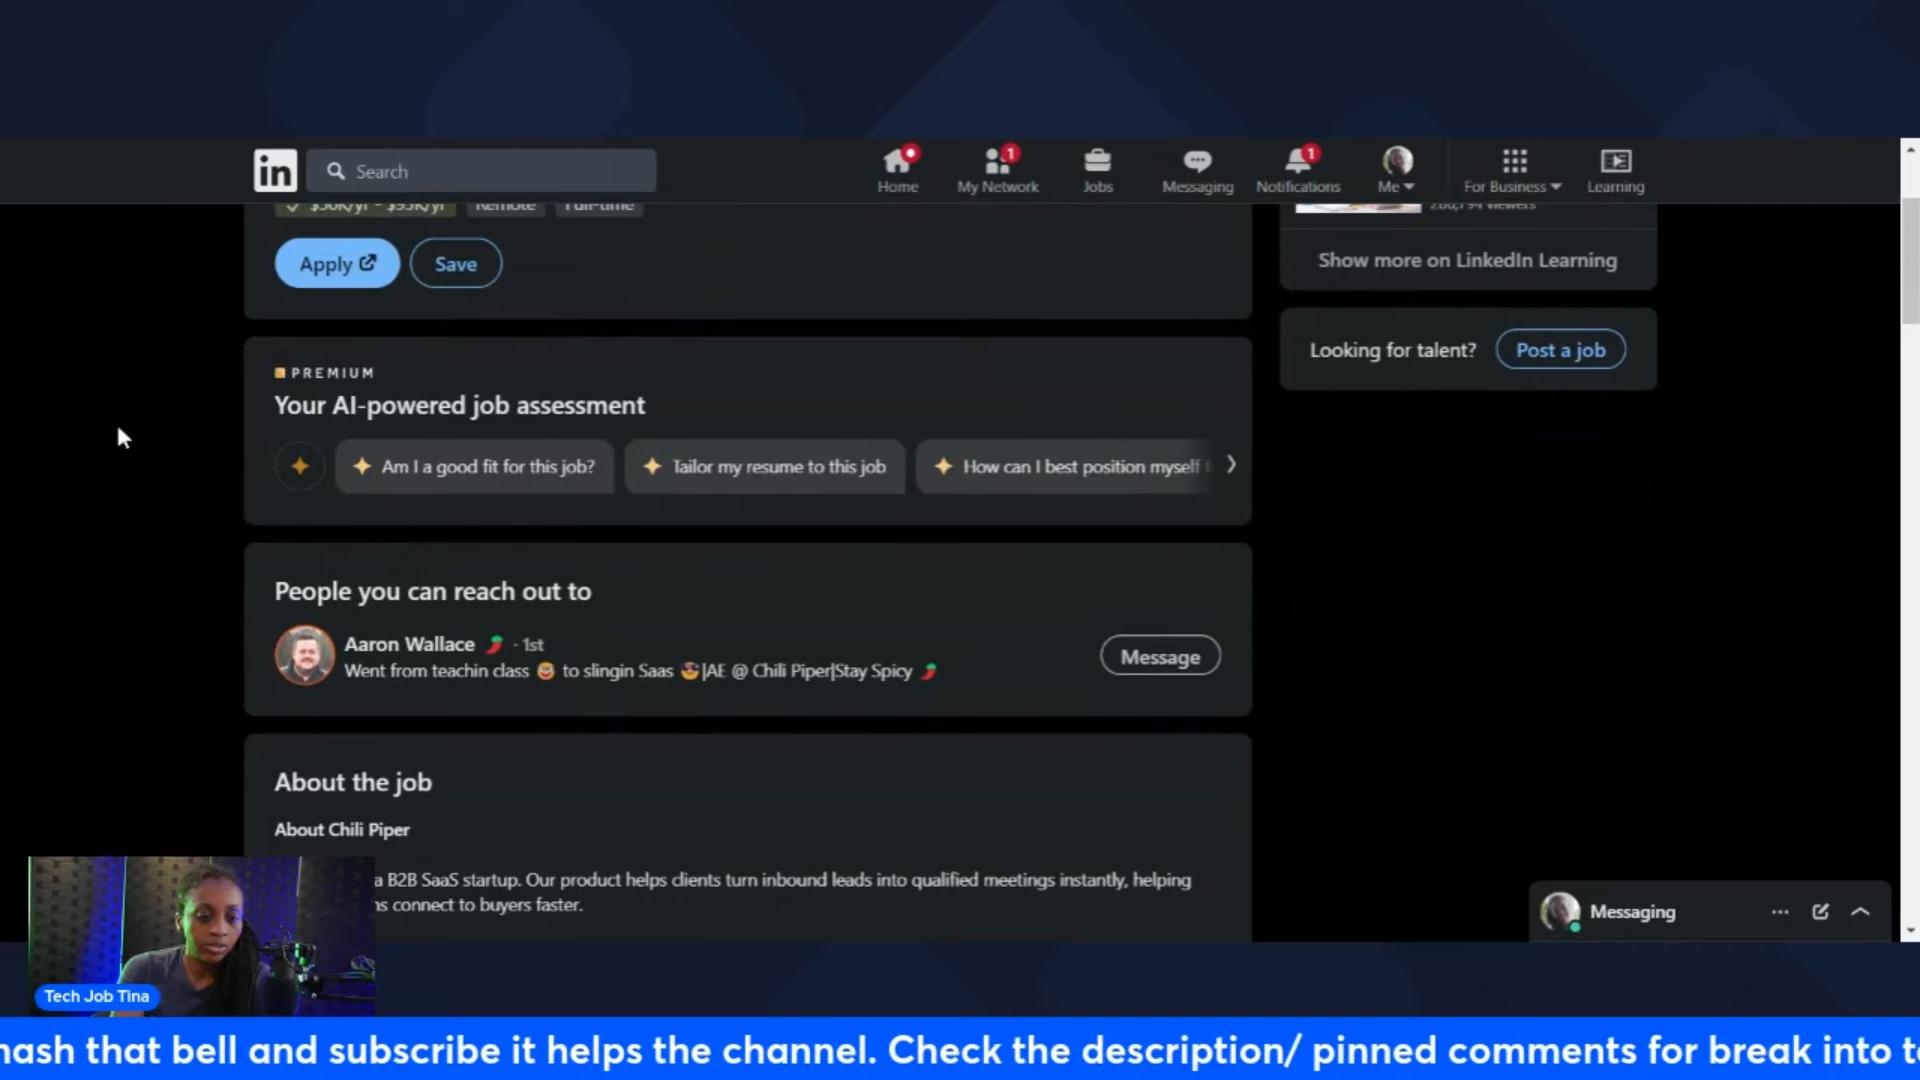 in
Search
1
1
Home
My Network
Jobs
Messaging
Notifications
Me
For Business
Learning
Remote
Full-time
viewers
Apply
Save
Show more on LinkedIn Learning
PREMIUM
Your AI-powered job assessment
Looking for talent?
Post a job
Am I a good fit for this job?
Tailor my resume to this job
How can I best position myself
People you can reach out to
Aaron Wallace 🌶️ · 1st
Went from teachin class 🤓 to slingin Saas 😎|AE @ Chili Piper|Stay Spicy 🌶️
Message
About the job
About Chili Piper
a B2B SaaS startup. Our product helps clients turn inbound leads into qualified meetings instantly, helping
connect to buyers faster.
Messaging
Tech Job Tina
that bell and subscribe it helps the channel. Check the description/ pinned comments for break into